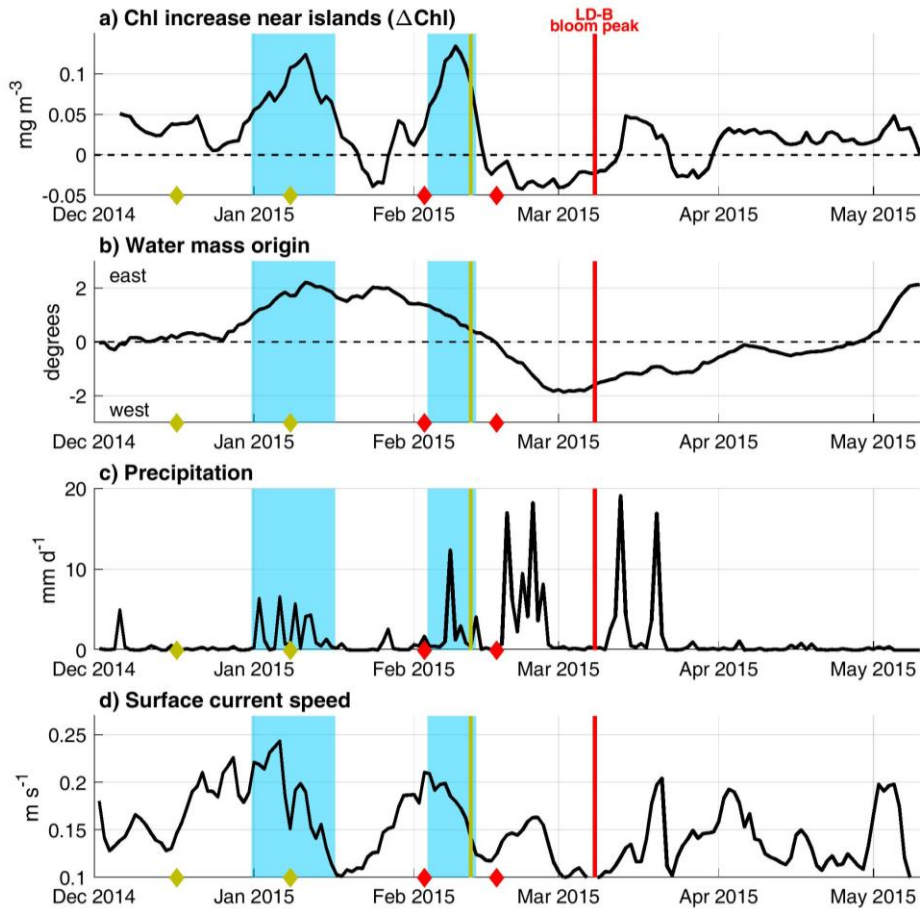 a) Chl increase near islands (ΔChl)
LD-B
bloom peak
mg m-3
0.1
0.05
0
-0.05
Dec 2014 Jan 2015 Feb 2015 Mar 2015 Apr 2015 May 2015
b) Water mass origin
east
degrees
2
0
-2
west
Dec 2014 Jan 2015 Feb 2015 Mar 2015 Apr 2015 May 2015
c) Precipitation
mm d-1
20
10
0
Dec 2014 Jan 2015 Feb 2015 Mar 2015 Apr 2015 May 2015
d) Surface current speed
m s-1
0.25
0.2
0.15
0.1
Dec 2014 Jan 2015 Feb 2015 Mar 2015 Apr 2015 May 2015